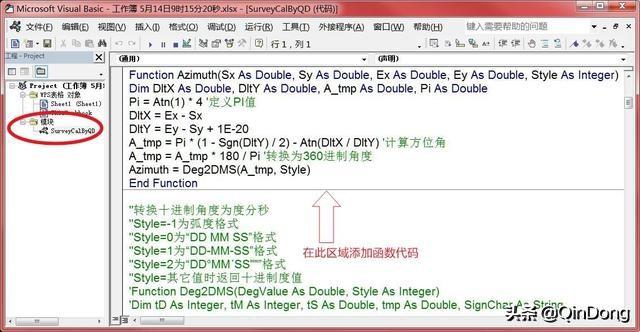 Microsoft Visual Basic - 工作簿 5月14日9时15分20秒.xlsx - [SurveyCalByQD (代码)]
文件(F) 编辑(E) 视图(V) 插入(I) 格式(O) 调试(D) 运行(R) 工具(T) 外接程序(A) 窗口(W) 帮助(H) 键入需要帮助的问题
行 1，列 1
工程 - Project
(通用)
(声明)
Project (工作簿 5月
WPS表格 对象
Sheet1 (Sheet1)
模块
SurveyCalByQD
Function Azimuth(Sx As Double, Sy As Double, Ex As Double, Ey As Double, Style As Integer)
Dim DltX As Double, DltY As Double, A_tmp As Double, Pi As Double
Pi = Atn(1) * 4 '定义PI值
DltX = Ex - Sx
DltY = Ey - Sy + 1E-20
A_tmp = Pi * (1 - Sgn(DltY) / 2) - Atn(DltX / DltY) '计算方位角
A_tmp = A_tmp * 180 / Pi '转换为360进制角度
Azimuth = Deg2DMS(A_tmp, Style)
End Function
''转换十进制角度为度分秒
''Style=-1为弧度格式
''Style=0为“DD MM SS”格式
''Style=1为“DD-MM-SS”格式
''Style=2为“DD°MM′SS″”格式
''Style=其它值时返回十进制度值
'Function Deg2DMS(DegValue As Double, Style As Integer)
'Dim tD As Integer, tM As Integer, tS As Double, tmp As Double, SignChar As String
在此区域添加函数代码
头条@QinDong